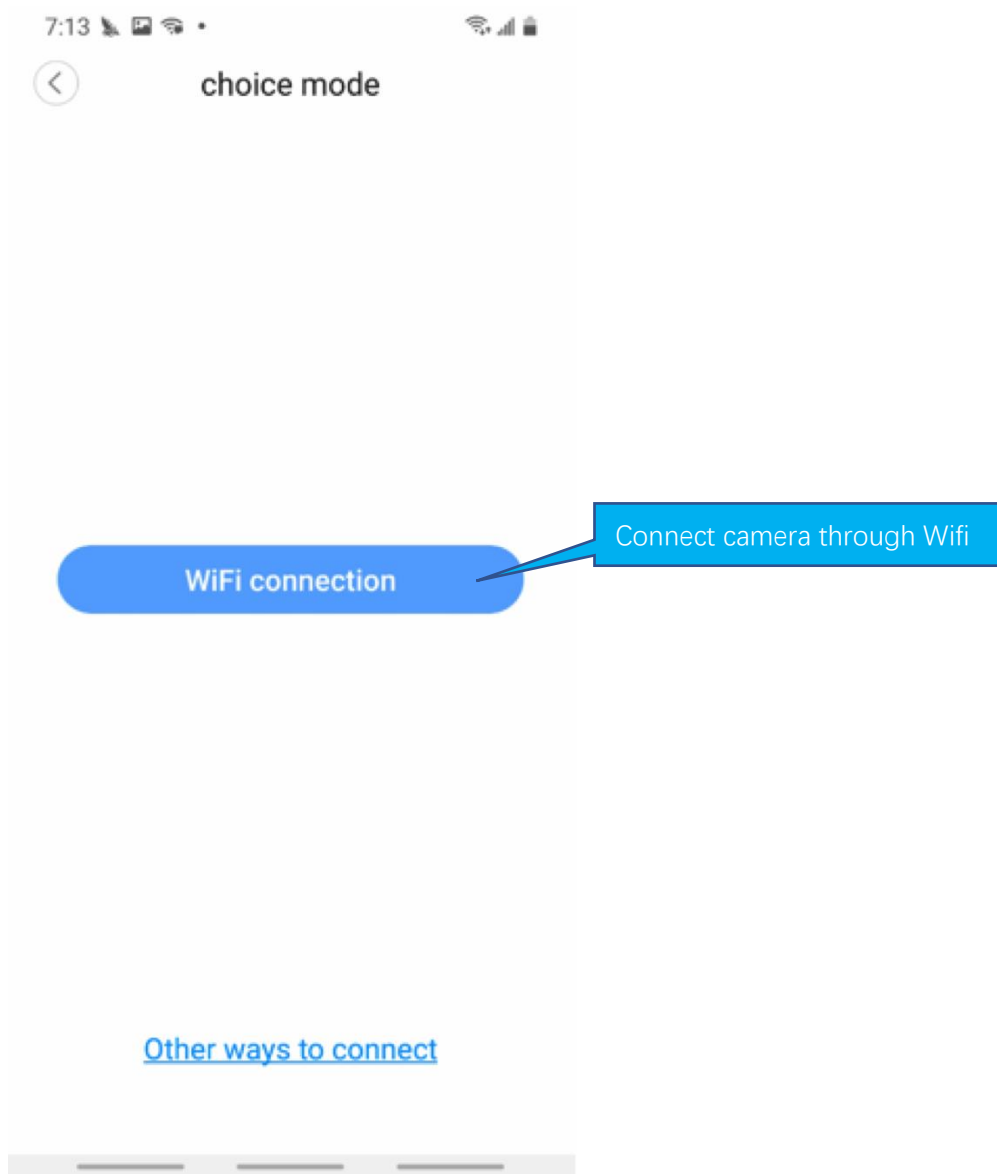 7:13
choice mode
Connect camera through Wifi
WiFi connection
Other ways to connect